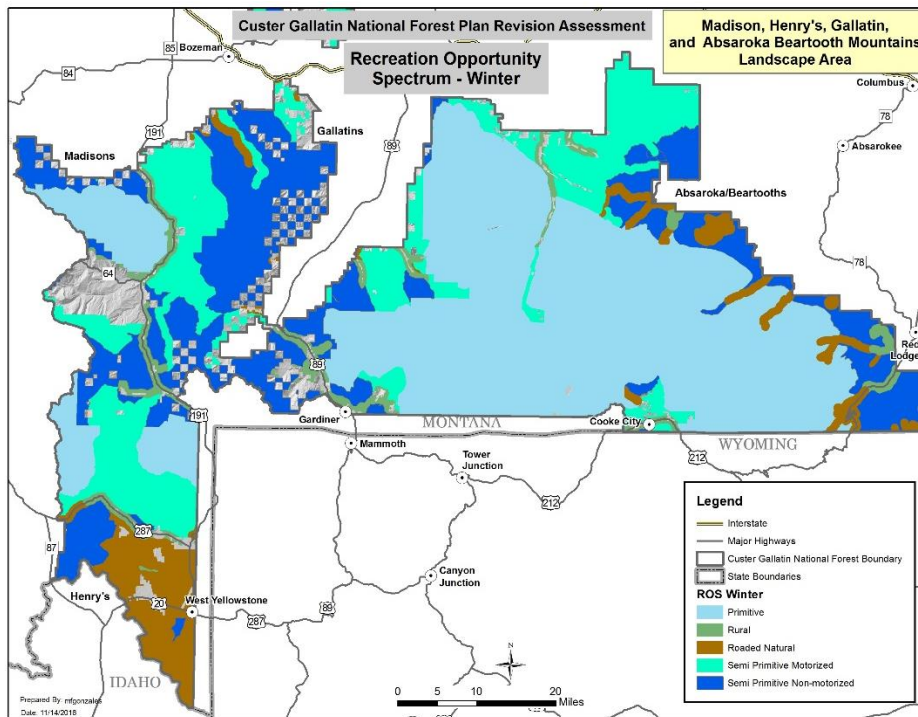 Custer Gallatin National Forest Plan Revision Assessment
Recreation Opportunity
Spectrum - Winter
Madison, Henry's, Gallatin,
and Absaroka Beartooth Mountains
Landscape Area
85
Bozeman
84
84
191
Gallatins
89
Madisons
Columbus
78
Absarokee
Absaroka/Beartooths
64
78
Red
Lodge
89
191
Gardiner
MONTANA
Cooke City
WYOMING
Mammoth
212
Tower
Junction
212
287
87
Canyon
Junction
Henry's
20
West Yellowstone
287
89
IDAHO
Legend
Interstate
Major Highways
Custer Gallatin National Forest Boundary
State Boundaries
ROS Winter
Primitive
Rural
Roaded Natural
Semi Primitive Motorized
Semi Primitive Non-motorized
N
0 5 10 20
Miles
Prepared By: mfgonzales
Date: 11/14/2016